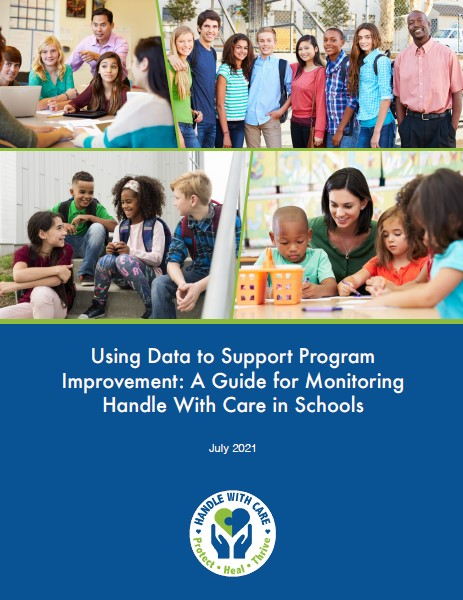 Using Data to Support Program
Improvement: A Guide for Monitoring
Handle With Care in Schools
July 2021
HANDLE WITH CARE
Protect • Heal • Thrive